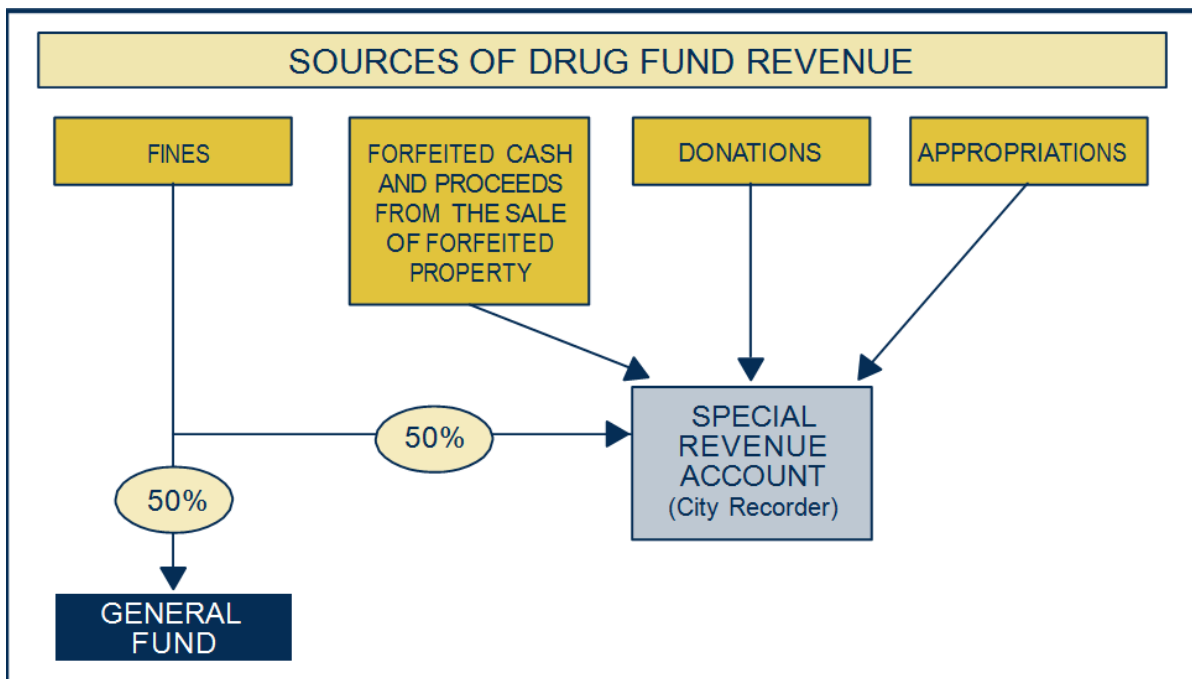 SOURCES OF DRUG FUND REVENUE
FINES
FORFEITED CASH
AND PROCEEDS
FROM THE SALE
OF FORFEITED
PROPERTY
DONATIONS
APPROPRIATIONS
50%
SPECIAL
REVENUE
ACCOUNT
(City Recorder)
50%
GENERAL
FUND